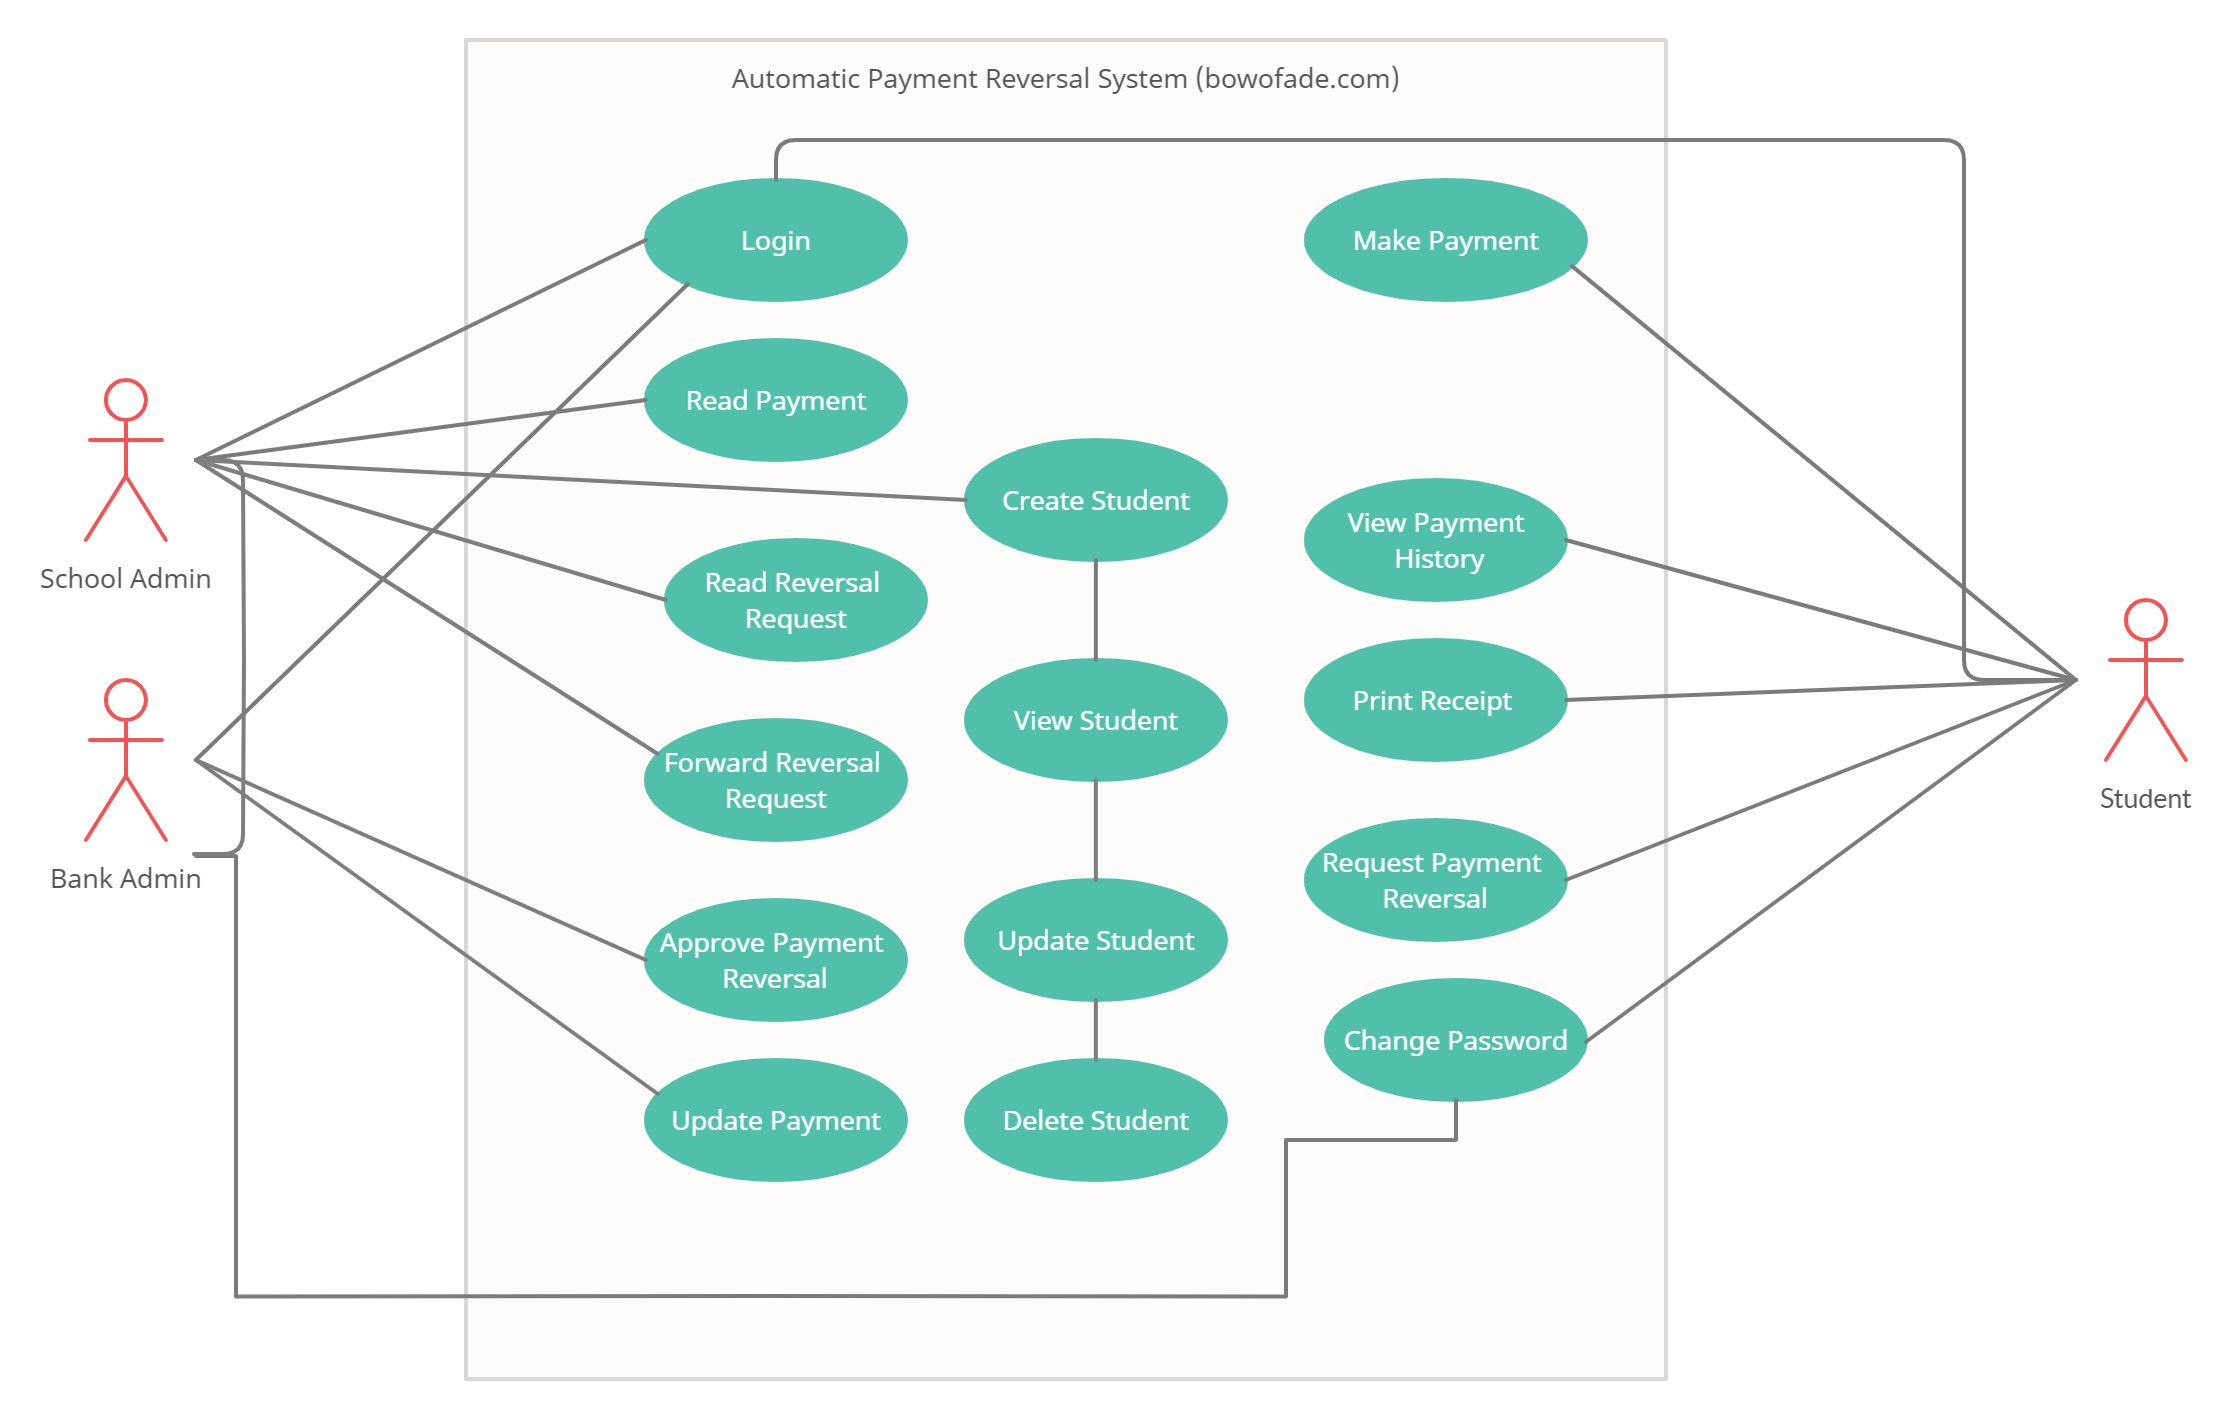 Automatic Payment Reversal System (bowofade.com)
Login
Make Payment
Read Payment
Create Student
View Payment
History
School Admin
Read Reversal
Request
Print Receipt
View Student
Forward Reversal
Request
Student
Request Payment
Reversal
Bank Admin
Approve Payment
Reversal
Update Student
Change Password
Update Payment
Delete Student